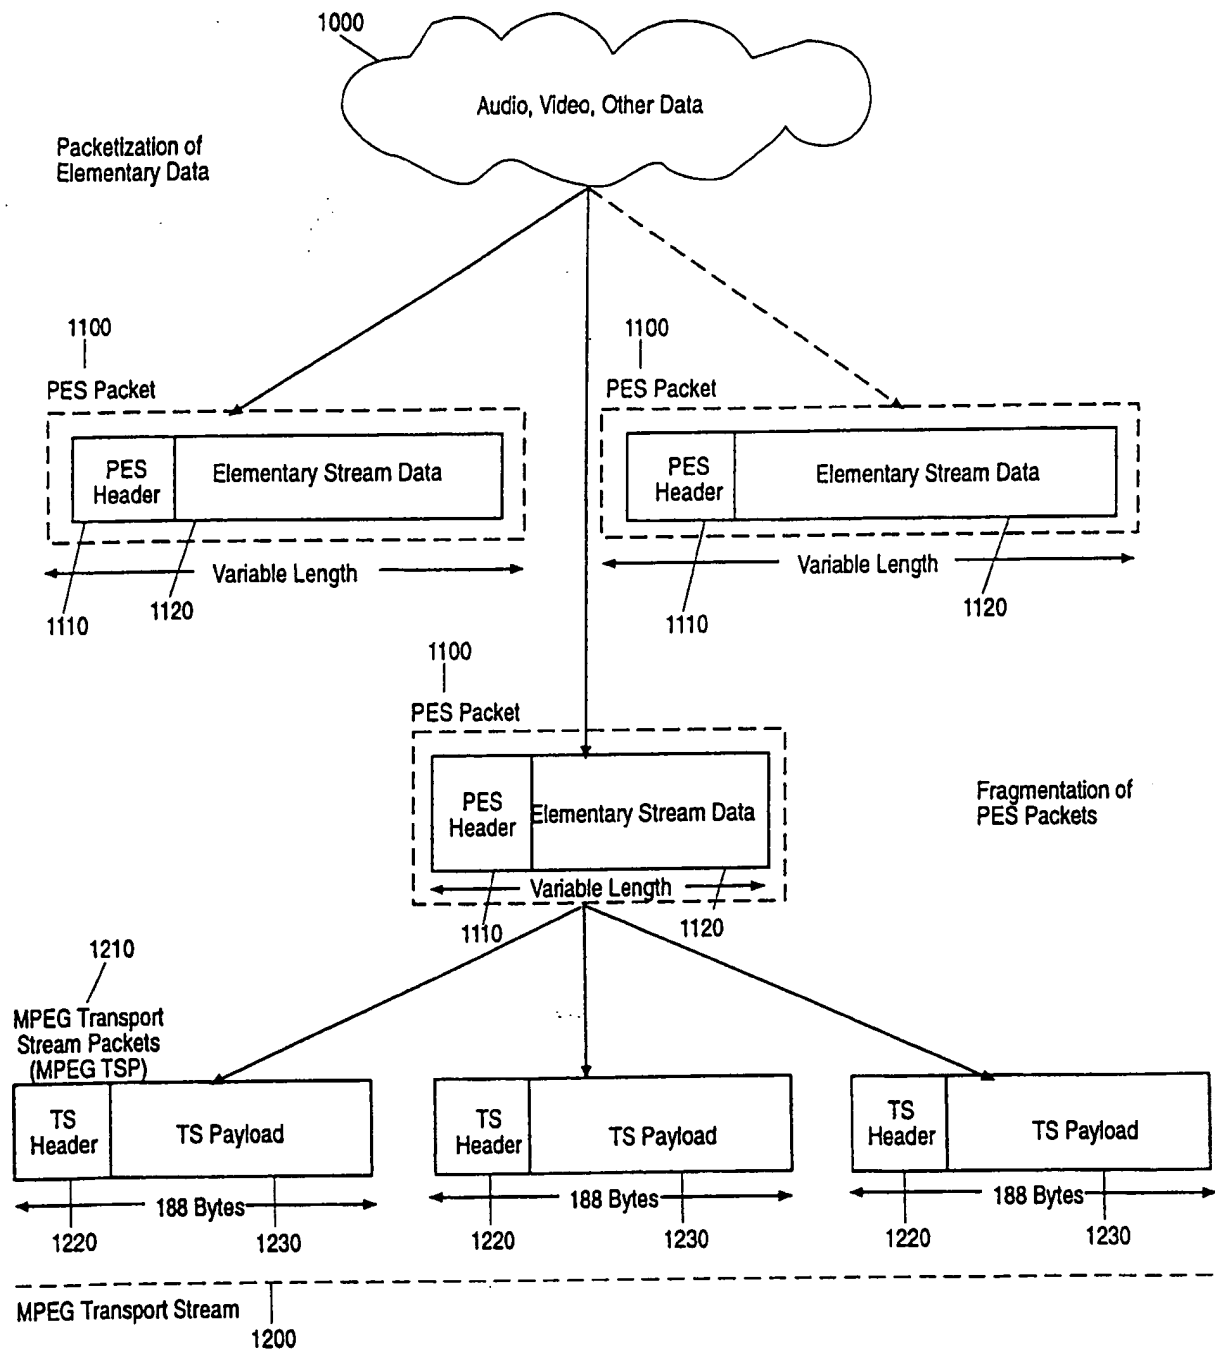 1000
Audio, Video, Other Data
Packetization of
Elementary Data
1100
PES Packet
1100
PES Packet
PES
Header
Elementary Stream Data
PES
Header
Elementary Stream Data
Variable Length
Variable Length
1110
1120
1110
1120
1100
PES Packet
PES
Header
Elementary Stream Data
Variable Length
1110
1120
Fragmentation of
PES Packets
1210
MPEG Transport
Stream Packets
(MPEG TSP)
TS
Header
TS Payload
TS
Header
TS Payload
TS
Header
TS Payload
188 Bytes
188 Bytes
188 Bytes
1220
1230
1220
1230
1220
1230
MPEG Transport Stream
1200